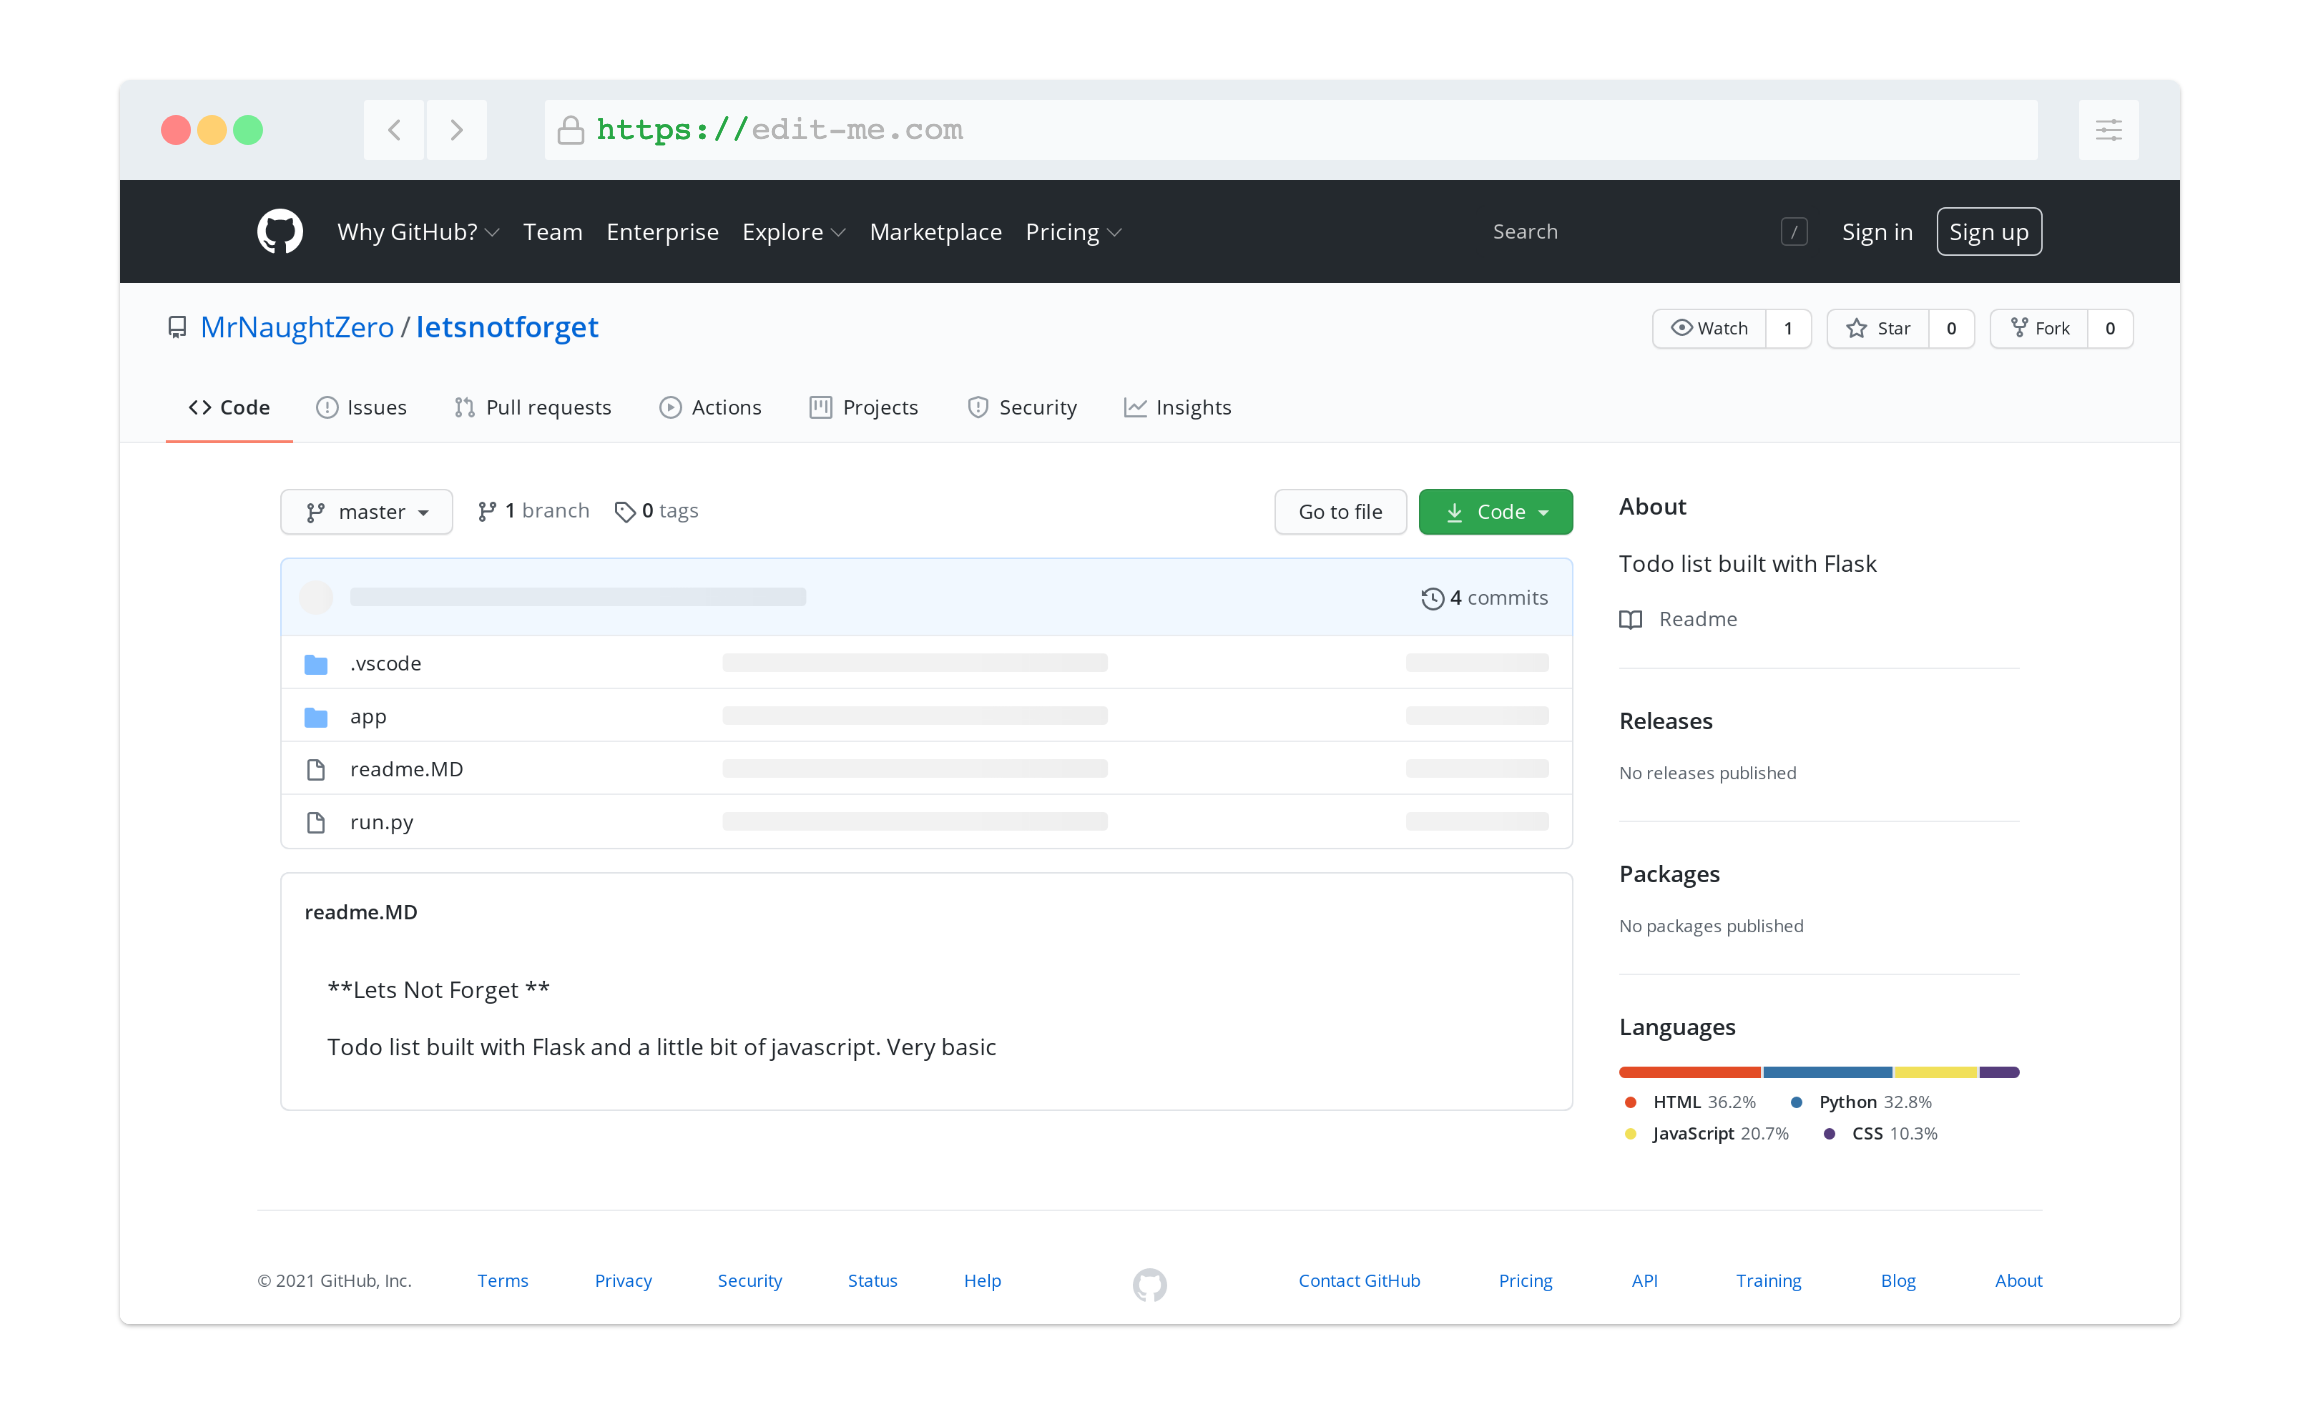 https://edit-me.com
Why GitHub? Team Enterprise Explore Marketplace Pricing Search / Sign in Sign up
MrNaughtZero / letsnotforget Watch 1 Star 0 Fork 0
Code Issues Pull requests Actions Projects Security Insights
master 1 branch 0 tags Go to file Code
4 commits
.vscode
app
readme.MD
run.py
readme.MD
**Lets Not Forget **
Todo list built with Flask and a little bit of javascript. Very basic
About
Todo list built with Flask
Readme
Releases
No releases published
Packages
No packages published
Languages
HTML 36.2% Python 32.8%
JavaScript 20.7% CSS 10.3%
© 2021 GitHub, Inc. Terms Privacy Security Status Help Contact GitHub Pricing API Training Blog About